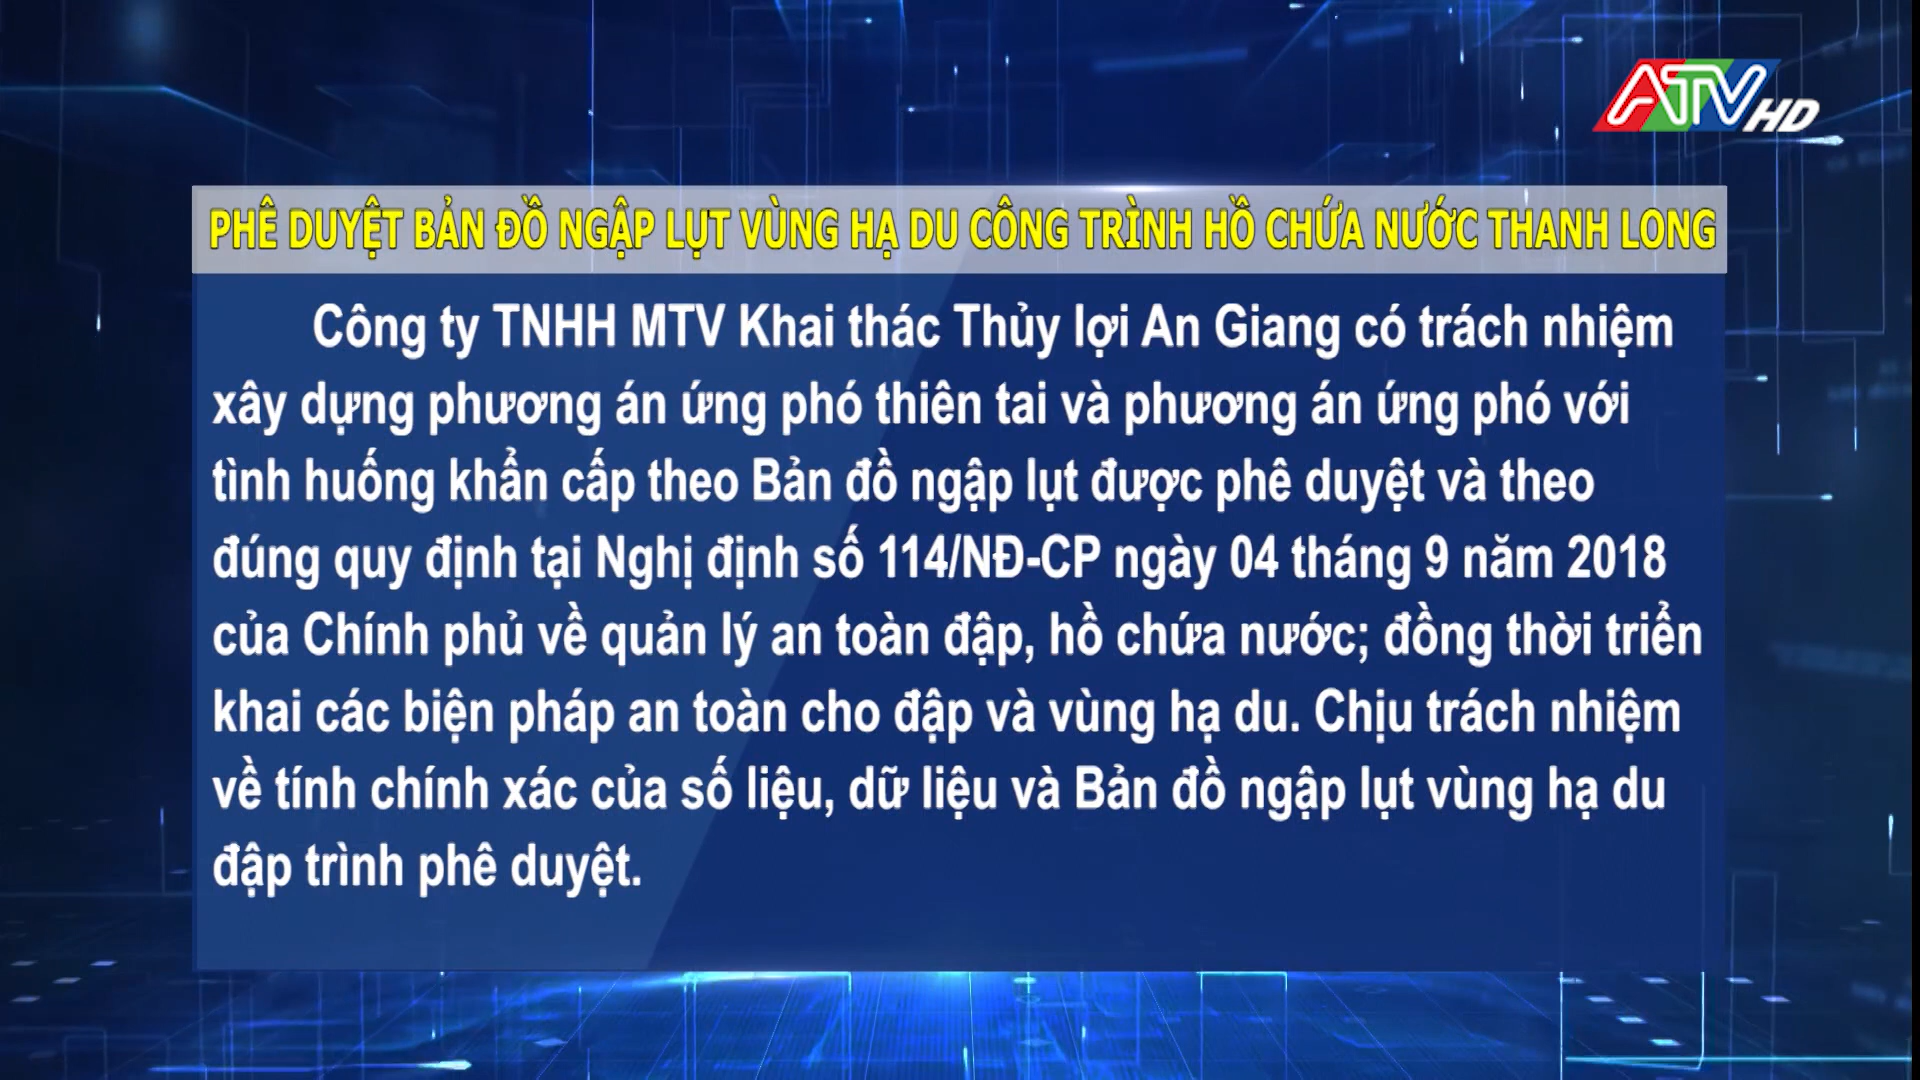 ATV HD
PHÊ DUYỆT BẢN ĐỒ NGẬP LỤT VÙNG HẠ DU CÔNG TRÌNH HỒ CHỨA NƯỚC THANH LONG
Công ty TNHH MTV Khai thác Thủy lợi An Giang có trách nhiệm
xây dựng phương án ứng phó thiên tai và phương án ứng phó với
tình huống khẩn cấp theo Bản đồ ngập lụt được phê duyệt và theo
đúng quy định tại Nghị định số 114/NĐ-CP ngày 04 tháng 9 năm 2018
của Chính phủ về quản lý an toàn đập, hồ chứa nước; đồng thời triển
khai các biện pháp an toàn cho đập và vùng hạ du. Chịu trách nhiệm
về tính chính xác của số liệu, dữ liệu và Bản đồ ngập lụt vùng hạ du
đập trình phê duyệt.